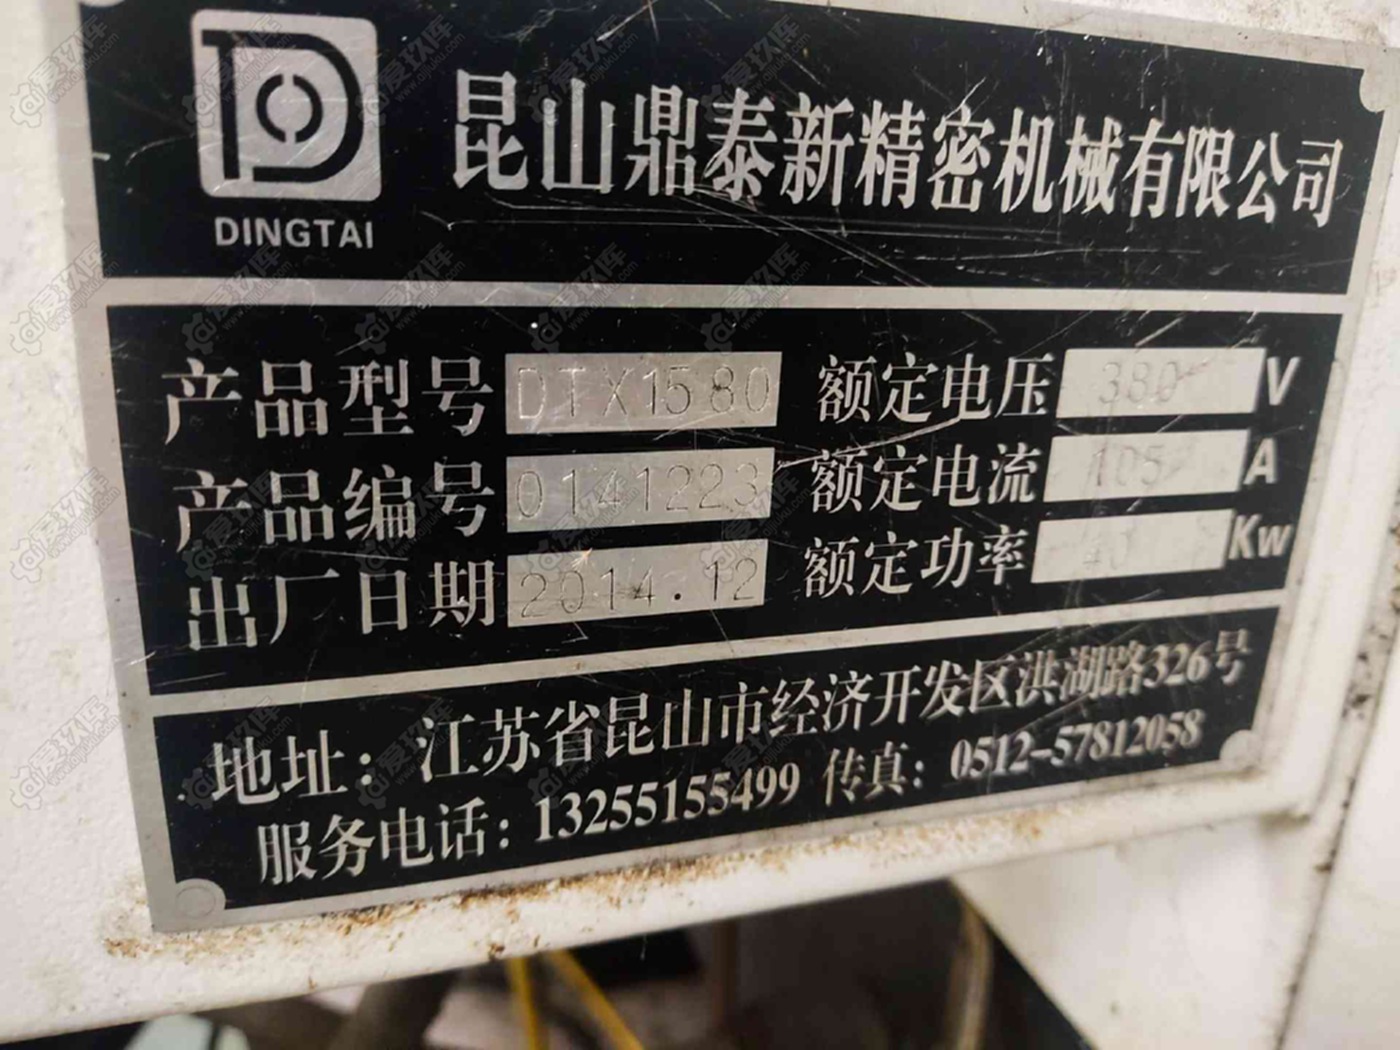 昆山鼎泰新精密机械有限公司
DINGTAI
产品型号 DTX1580 额定电压 380 V
产品编号 0141223 额定电流 105 A
出厂日期 2014.12 额定功率 40 Kw
地址：江苏省昆山市经济开发区洪湖路326号
服务电话：13255155499 传真：0512-57812058